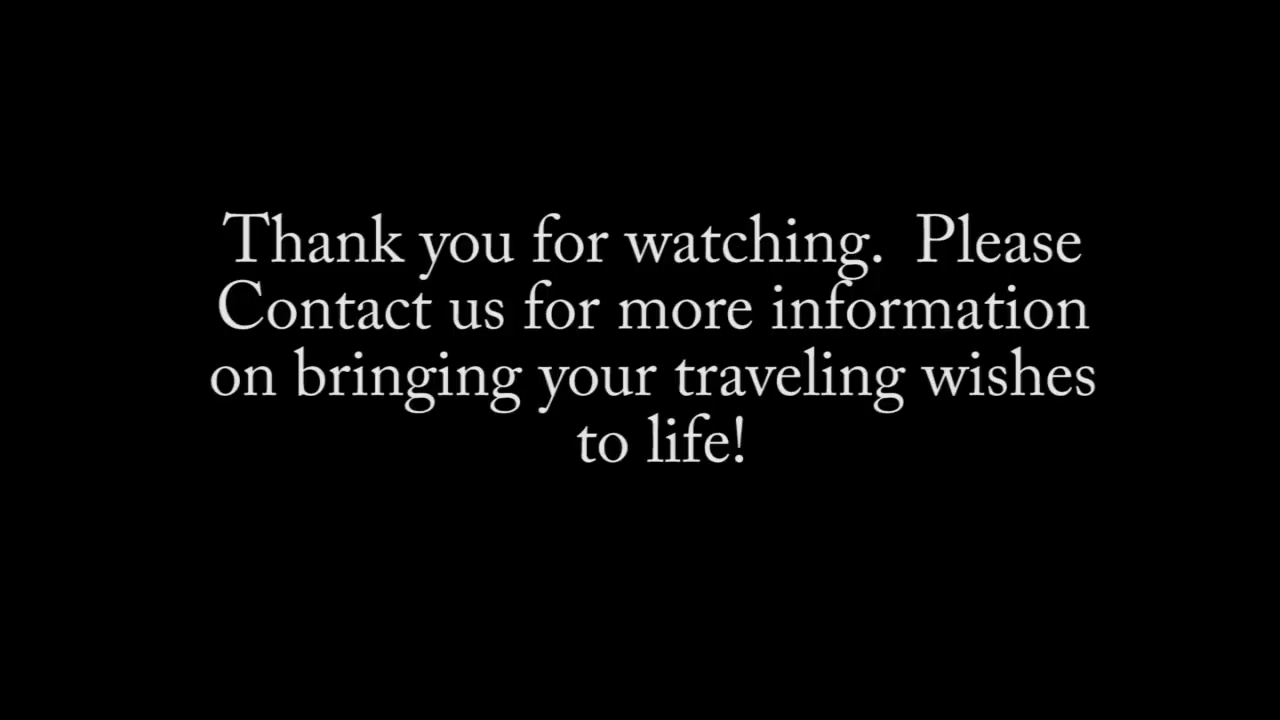 Thank you for watching.  Please
Contact us for more information
on bringing your traveling wishes
to life!